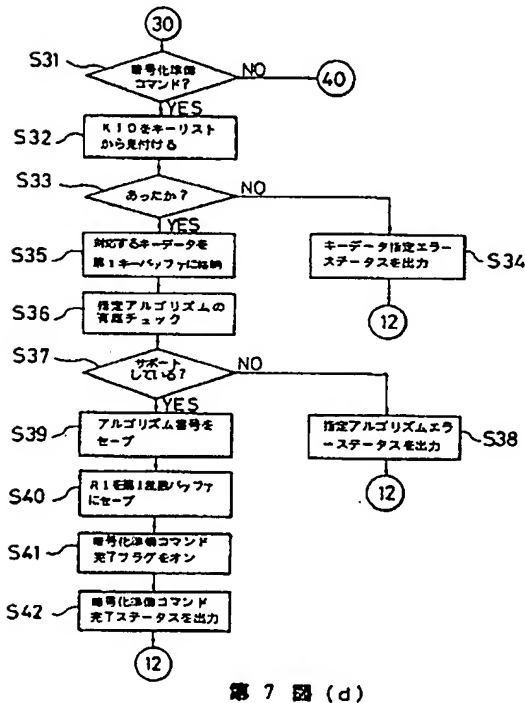 30
S31
暗号化準備
コマンド?
NO
40
YES
S32
KIDをキーリスト
から見付ける
S33
あったか?
NO
YES
S35
対応するキーデータを
第1キーバッファに格納
キーデータ指定エラー
ステータスを出力
S34
12
S36
指定アルゴリズムの
有無チェック
S37
サポート
している?
NO
YES
S39
アルゴリズム番号を
セーブ
指定アルゴリズムエラ
ーステータスを出力
S38
12
S40
R1を第1乱数バッファ
にセーブ
S41
暗号化準備コマンド
完了フラグをオン
S42
暗号化準備コマンド
完了ステータスを出力
12
第 7 図 (d)